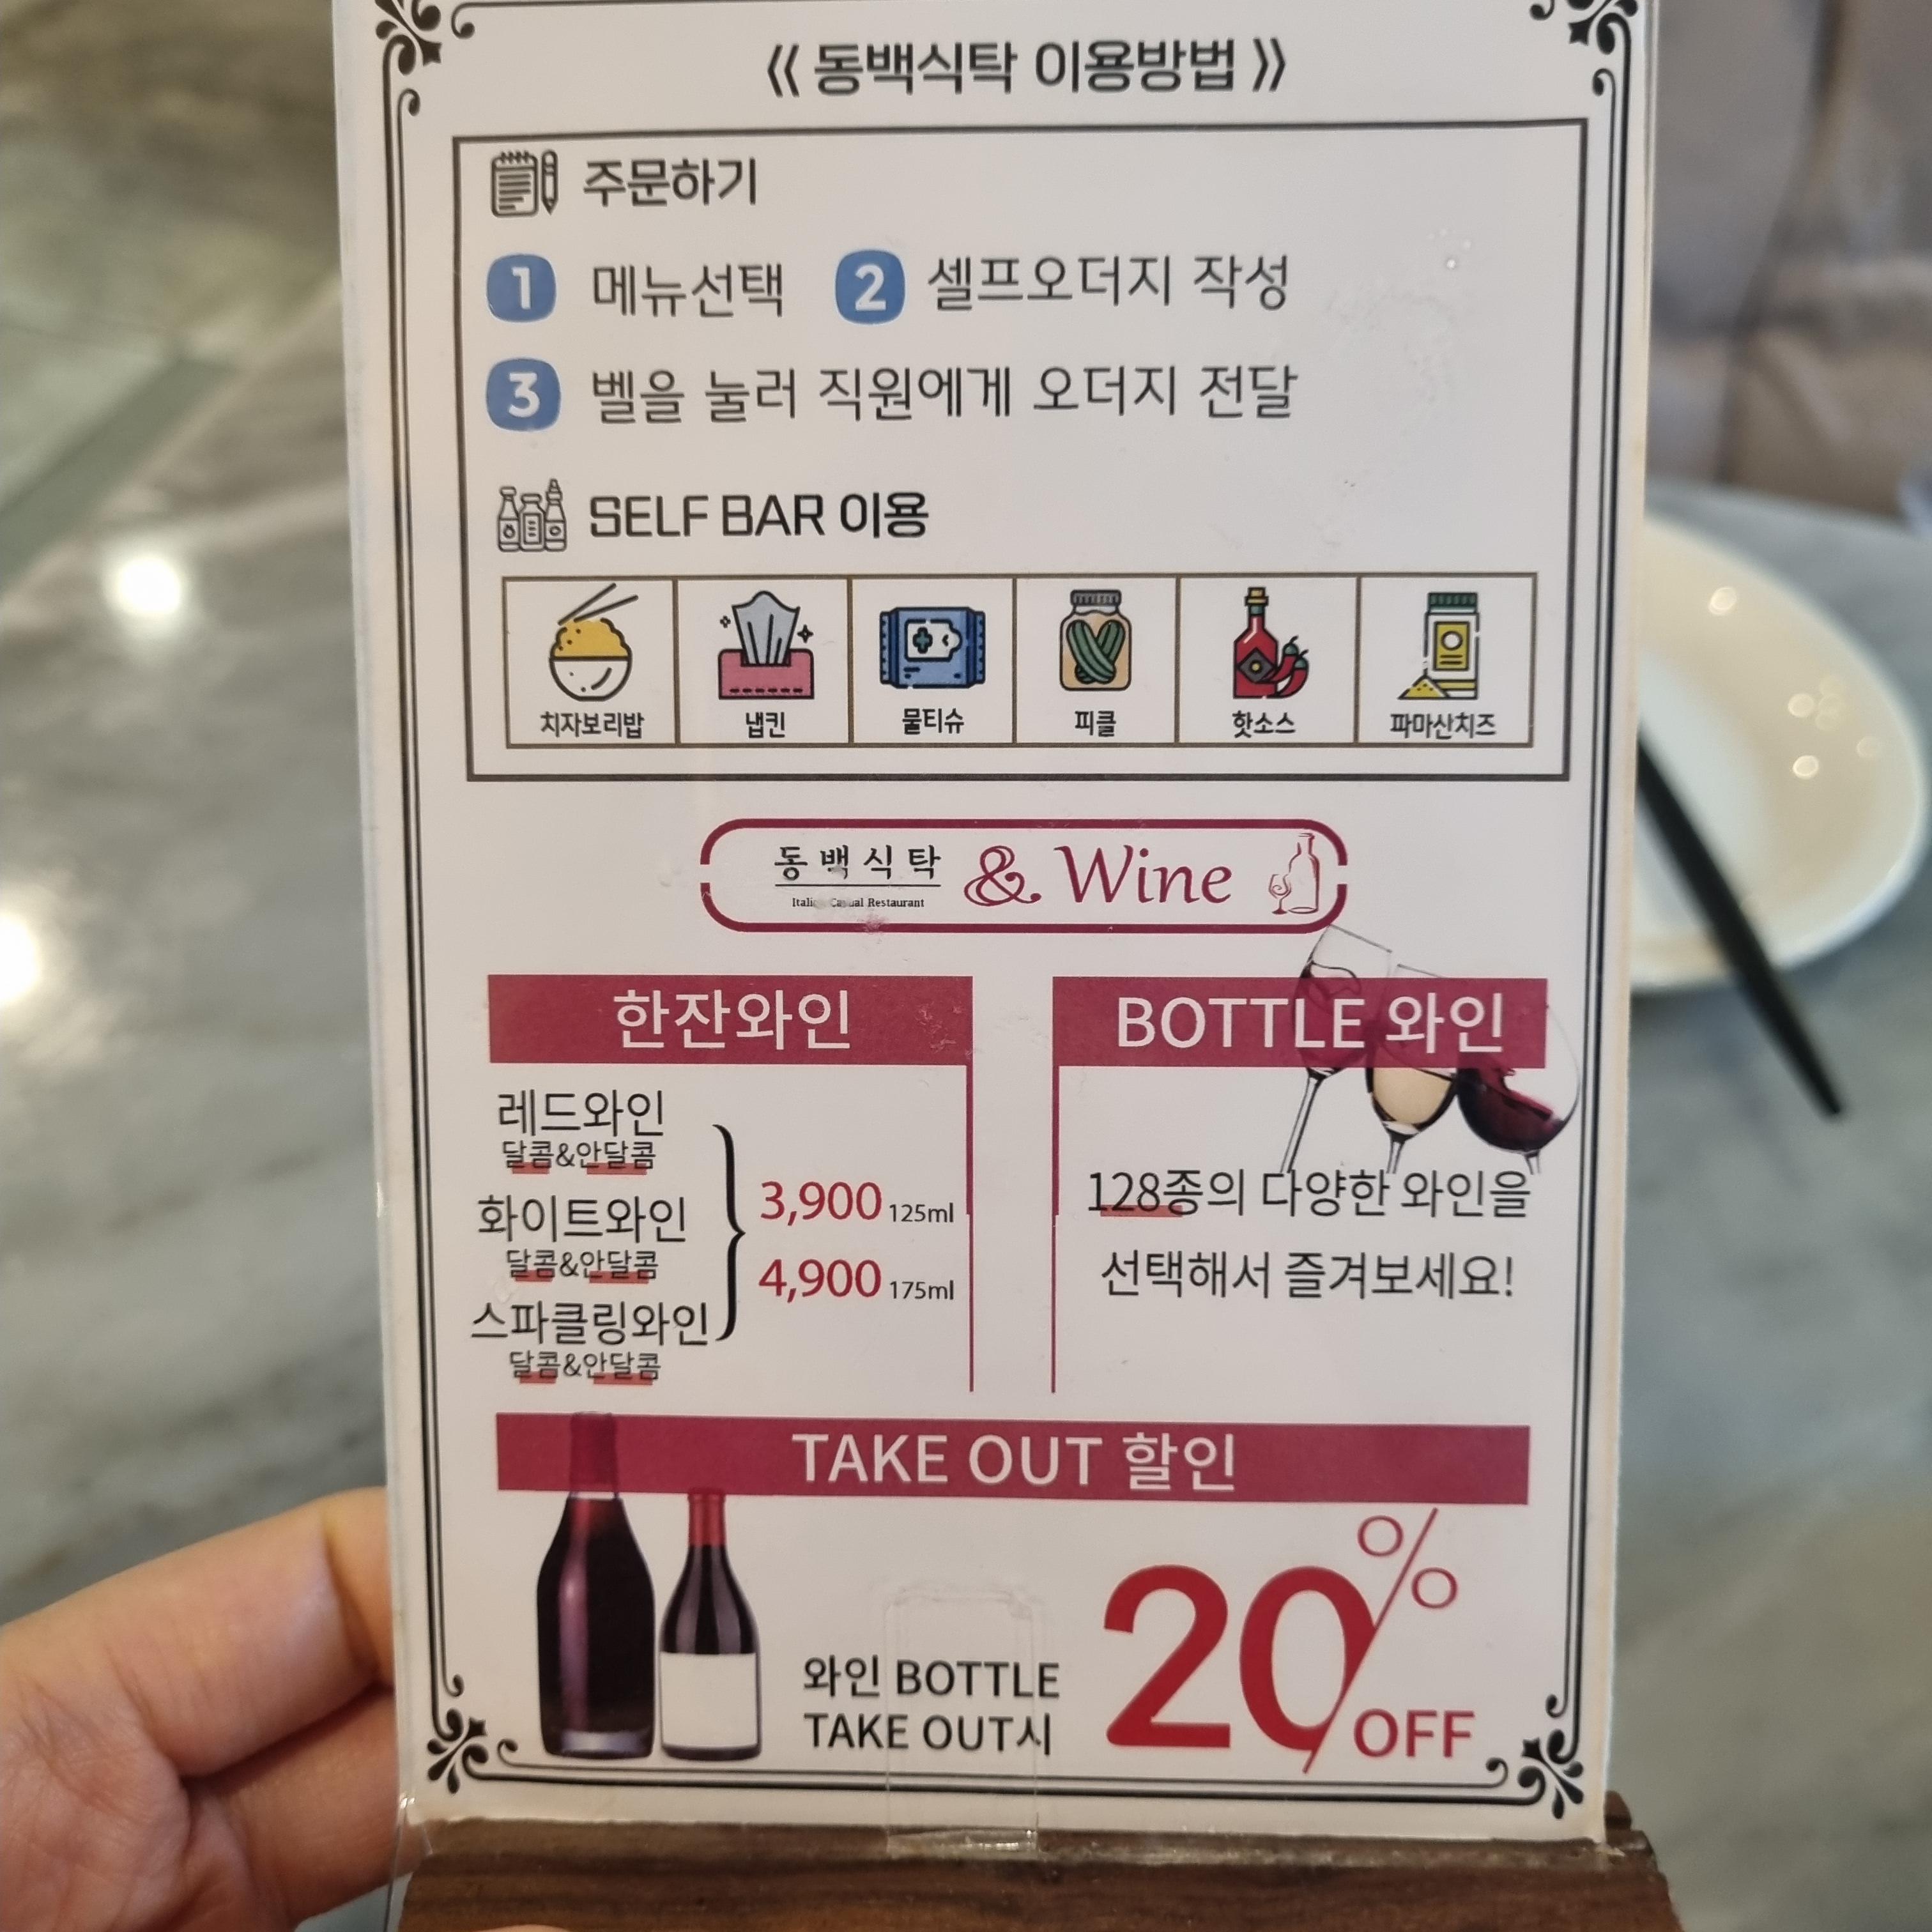 《 동백식탁 이용방법 》
주문하기
1 메뉴선택 2 셀프오더지 작성
3 벨을 눌러 직원에게 오더지 전달
SELF BAR 이용
치자보리밥 냅킨 물티슈 피클 핫소스 파마산치즈
동백식탁 & Wine
Italian Casual Restaurant
한잔와인
레드와인
달콤&안달콤
화이트와인
달콤&안달콤
스파클링와인
달콤&안달콤
3,900 125ml
4,900 175ml
BOTTLE 와인
128종의 다양한 와인을
선택해서 즐겨보세요!
TAKE OUT 할인
와인 BOTTLE
TAKE OUT시
20% OFF